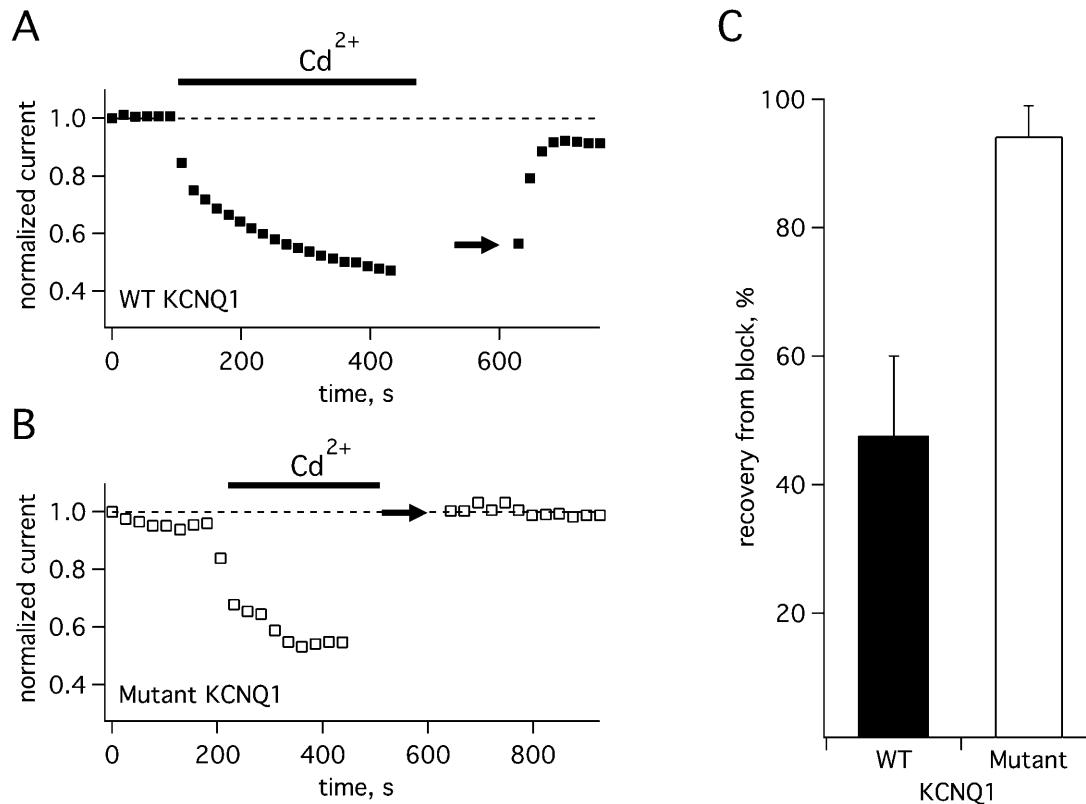 A
Cd2+
normalized current
1.0
0.8
0.6
0.4
WT KCNQ1
0 200 400 600
time, s
B
Cd2+
normalized current
1.0
0.8
0.6
0.4
Mutant KCNQ1
0 200 400 600 800
time, s
C
recovery from block, %
100
80
60
40
20
WT Mutant
KCNQ1